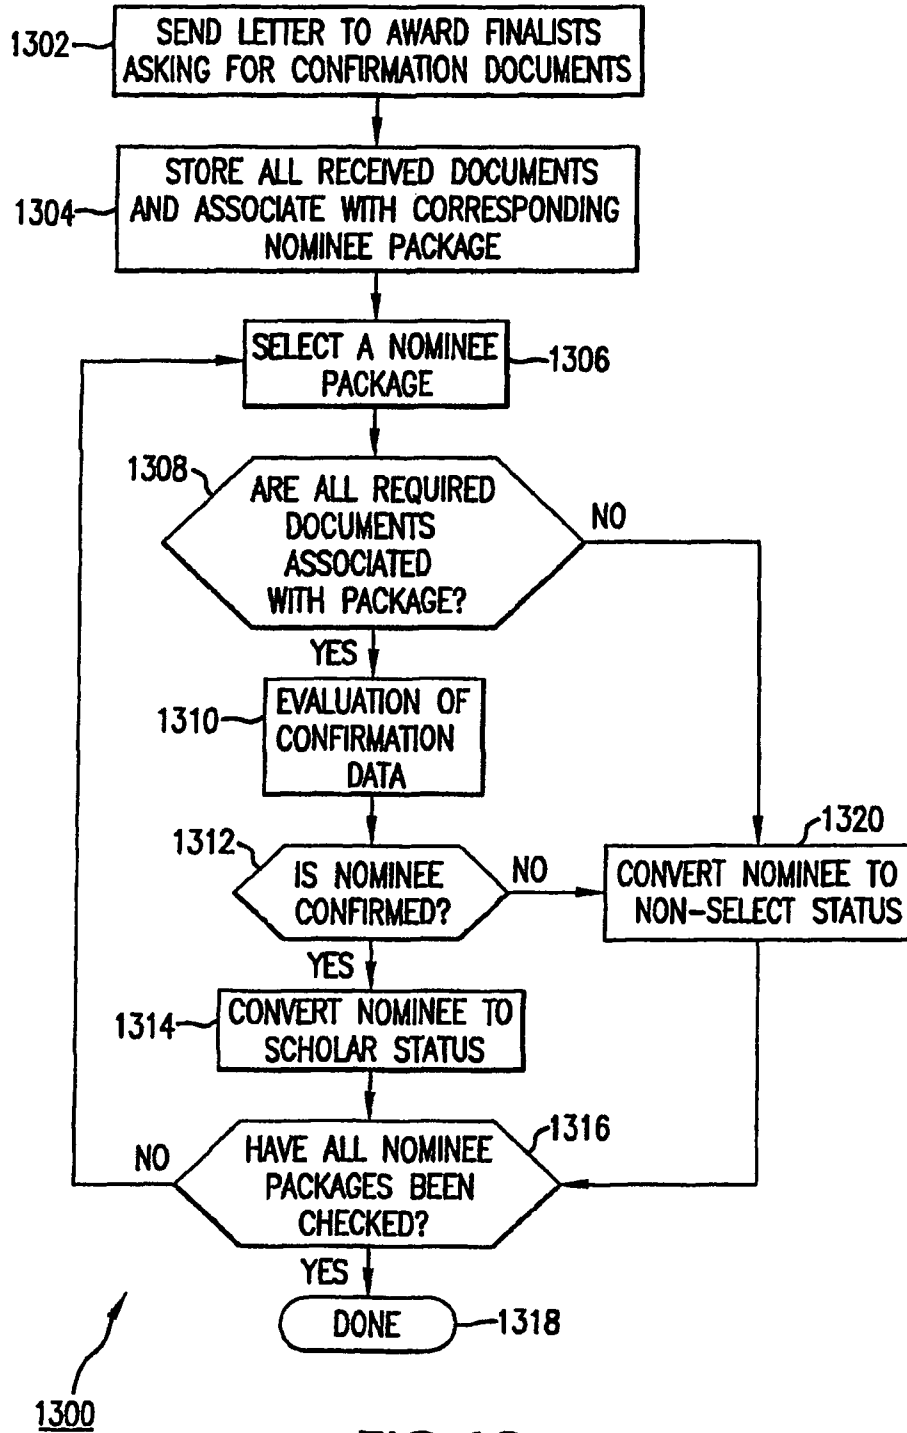 1302
SEND LETTER TO AWARD FINALISTS
ASKING FOR CONFIRMATION DOCUMENTS
1304
STORE ALL RECEIVED DOCUMENTS
AND ASSOCIATE WITH CORRESPONDING
NOMINEE PACKAGE
SELECT A NOMINEE
PACKAGE
1306
1308
ARE ALL REQUIRED
DOCUMENTS
ASSOCIATED
WITH PACKAGE?
NO
YES
1310
EVALUATION OF
CONFIRMATION
DATA
1312
IS NOMINEE
CONFIRMED?
NO
1320
CONVERT NOMINEE TO
NON-SELECT STATUS
YES
1314
CONVERT NOMINEE TO
SCHOLAR STATUS
1316
HAVE ALL NOMINEE
PACKAGES BEEN
CHECKED?
NO
YES
DONE
1318
1300